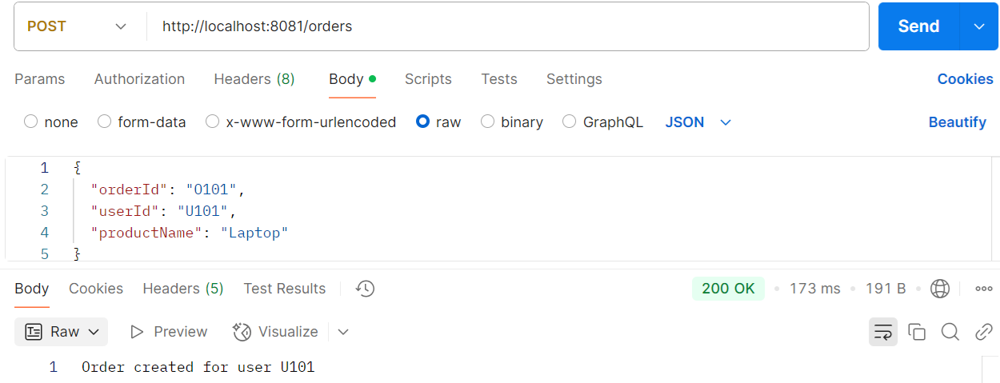 POST http://localhost:8081/orders Send
Params Authorization Headers (8) Body Scripts Tests Settings Cookies
none form-data x-www-form-urlencoded raw binary GraphQL JSON Beautify
1 {
2 "orderId": "O101",
3 "userId": "U101",
4 "productName": "Laptop"
5 }
Body Cookies Headers (5) Test Results 200 OK 173 ms 191 B
Raw Preview Visualize
1 Order created for user U101